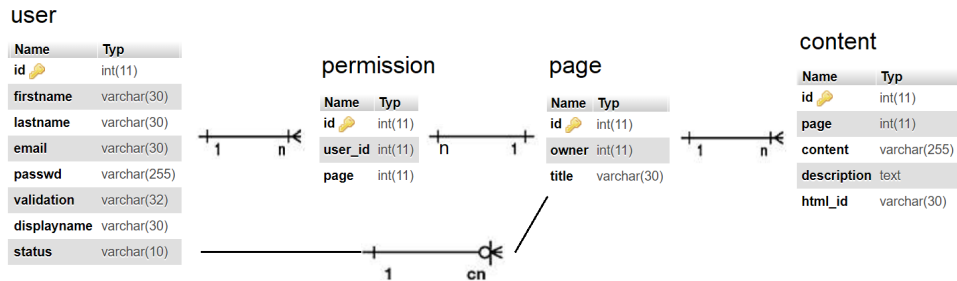 user
Name Typ
id int(11)
firstname varchar(30)
lastname varchar(30)
email varchar(30)
passwd varchar(255)
validation varchar(32)
displayname varchar(30)
status varchar(10)
1 n
permission
Name Typ
id int(11)
user_id int(11)
page int(11)
n 1
page
Name Typ
id int(11)
owner int(11)
title varchar(30)
1 n
content
Name Typ
id int(11)
page int(11)
content varchar(255)
description text
html_id varchar(30)
1 cn